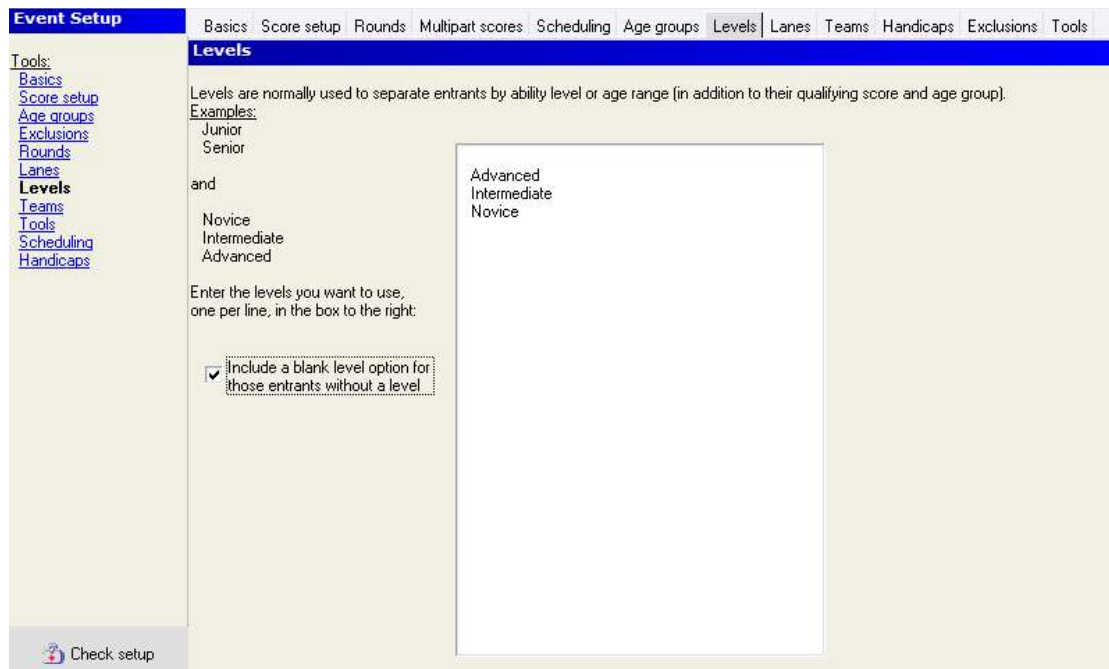 Event Setup
Basics Score setup Rounds Multipart scores Scheduling Age groups Levels Lanes Teams Handicaps Exclusions Tools
Levels
Tools:
Basics
Score setup
Age groups
Exclusions
Rounds
Lanes
Levels
Teams
Tools
Scheduling
Handicaps
Levels are normally used to separate entrants by ability level or age range (in addition to their qualifying score and age group).
Examples:
Junior
Senior
and
Novice
Intermediate
Advanced
Enter the levels you want to use,
one per line, in the box to the right:
Include a blank level option for
those entrants without a level
Advanced
Intermediate
Novice
Check setup